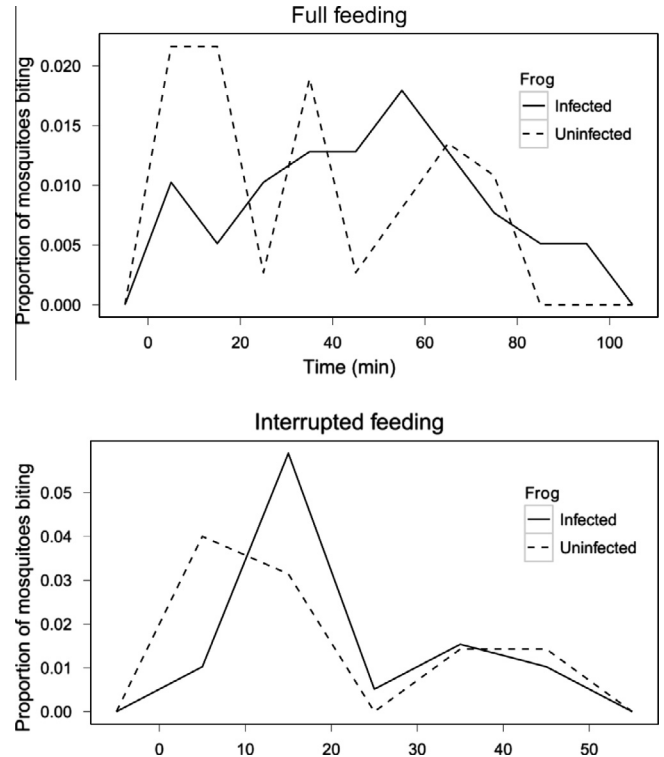 Full feeding
Proportion of mosquitoes biting
0.020
0.015
0.010
0.005
0.000
Frog
Infected
Uninfected
0 20 40 60 80 100
Time (min)
Interrupted feeding
Proportion of mosquitoes biting
0.05
0.04
0.03
0.02
0.01
0.00
Frog
Infected
Uninfected
0 10 20 30 40 50